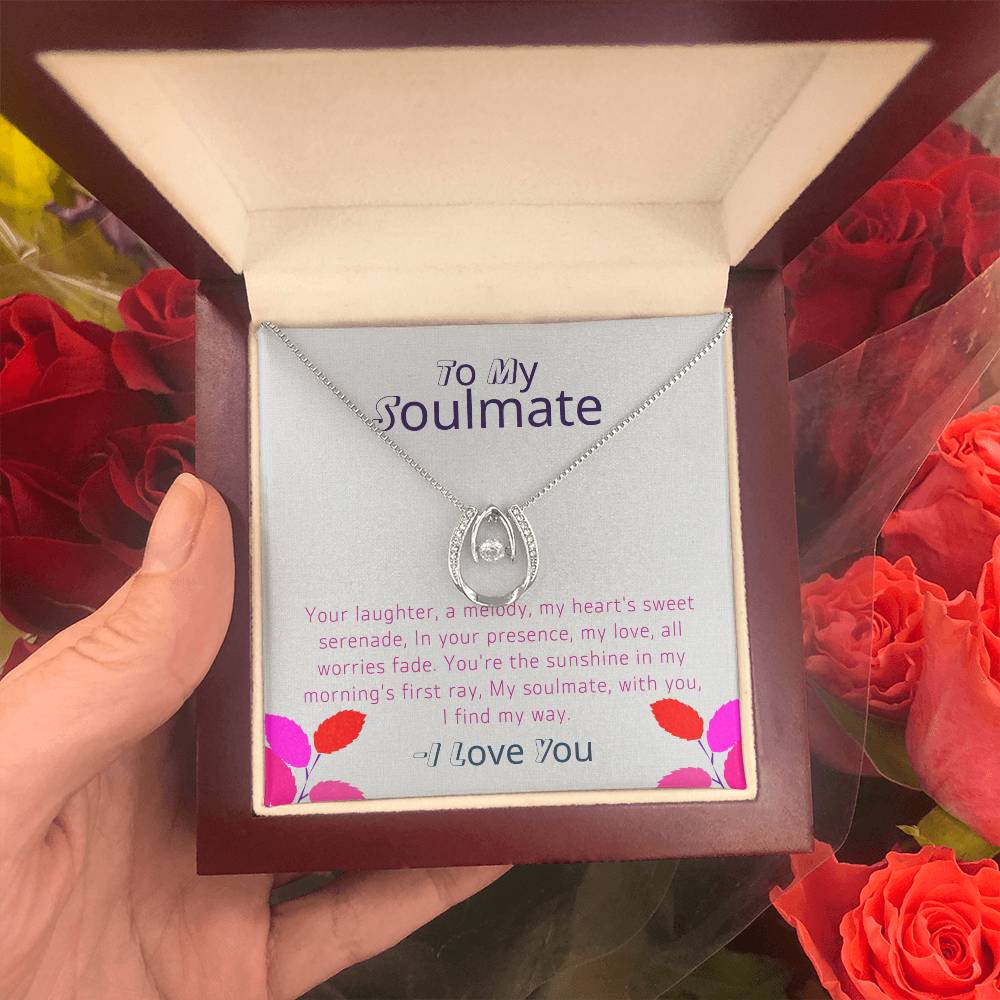 To My
Soulmate
Your laughter, a melody, my heart's sweet
serenade, In your presence, my love, all
worries fade. You're the sunshine in my
morning's first ray, My soulmate, with you,
I find my way.
-I Love You